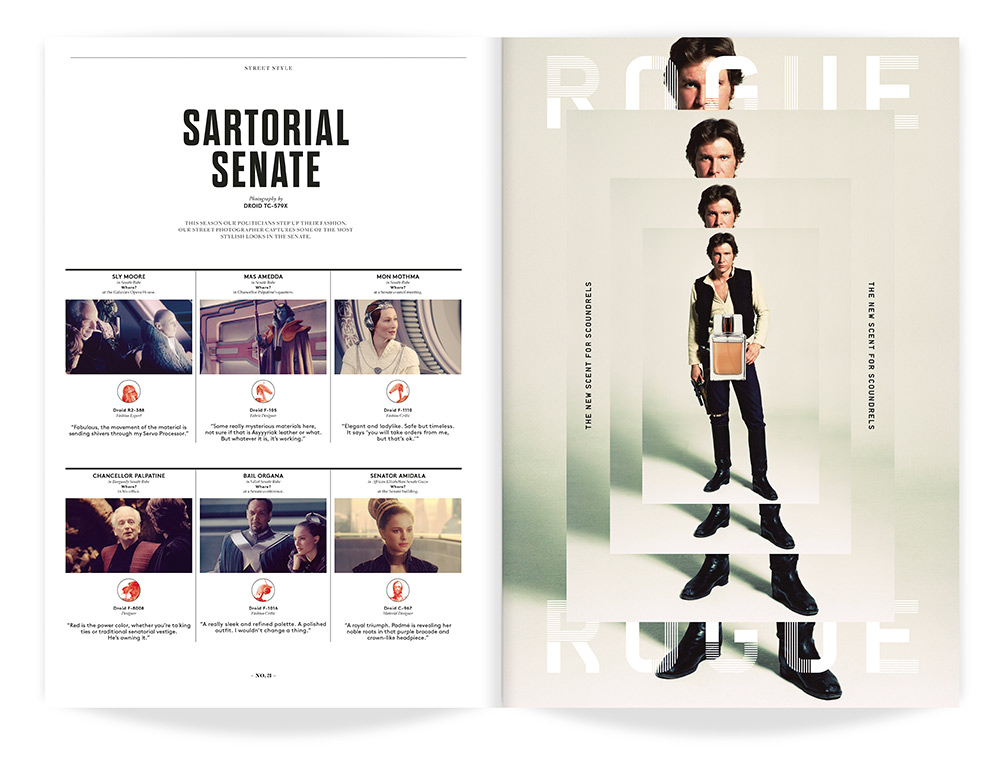 STREET STYLE
SARTORIAL
SENATE
Photography by
DROID TC-579X
THIS SEASON OUR POLITICIANS STEP UP THEIR FASHION.
OUR STREET PHOTOGRAPHER CAPTURES SOME OF THE MOST
STYLISH LOOKS IN THE SENATE.
SLY MOORE
in Senate Robe
Where?
at the Galaxies Opera House.
Droid R2-388
Fashion Expert
"Fabulous, the movement of the material is
sending shivers through my Servo Processor."
MAS AMEDDA
in Senate Robe
Where?
in Chancellor Palpatine's quarters.
Droid F-105
Fabric Designer
"Some really mysterious materials here,
not sure if that is Asyyyriak leather or what.
But whatever it is, it's working."
MON MOTHMA
in Senate Robe
Where?
at a Senate council meeting.
Droid F-1118
Fashion Critic
"Elegant and ladylike. Safe but timeless.
It says 'you will take orders from me,
but that's ok.'"
CHANCELLOR PALPATINE
in Burgundy Senate Robe
Where?
in his office.
Droid F-8008
Designer
"Red is the power color, whether you're talking
ties or traditional senatorial vestige.
He's owning it."
BAIL ORGANA
in Senate Robe
Where?
at a Senate conference.
Droid F-1016
Fashion Critic
"A really sleek and refined palette. A polished
outfit. I wouldn't change a thing."
SENATOR AMIDALA
Senate Gown
Where?
at the Senate building.
Droid C-967
Material Designer
"A royal triumph. Padmé is revealing her
noble roots in that purple brocade and
crown-like headpiece."
ROGUE
THE NEW SCENT FOR SCOUNDRELS
THE NEW SCENT FOR SCOUNDRELS
ROGUE